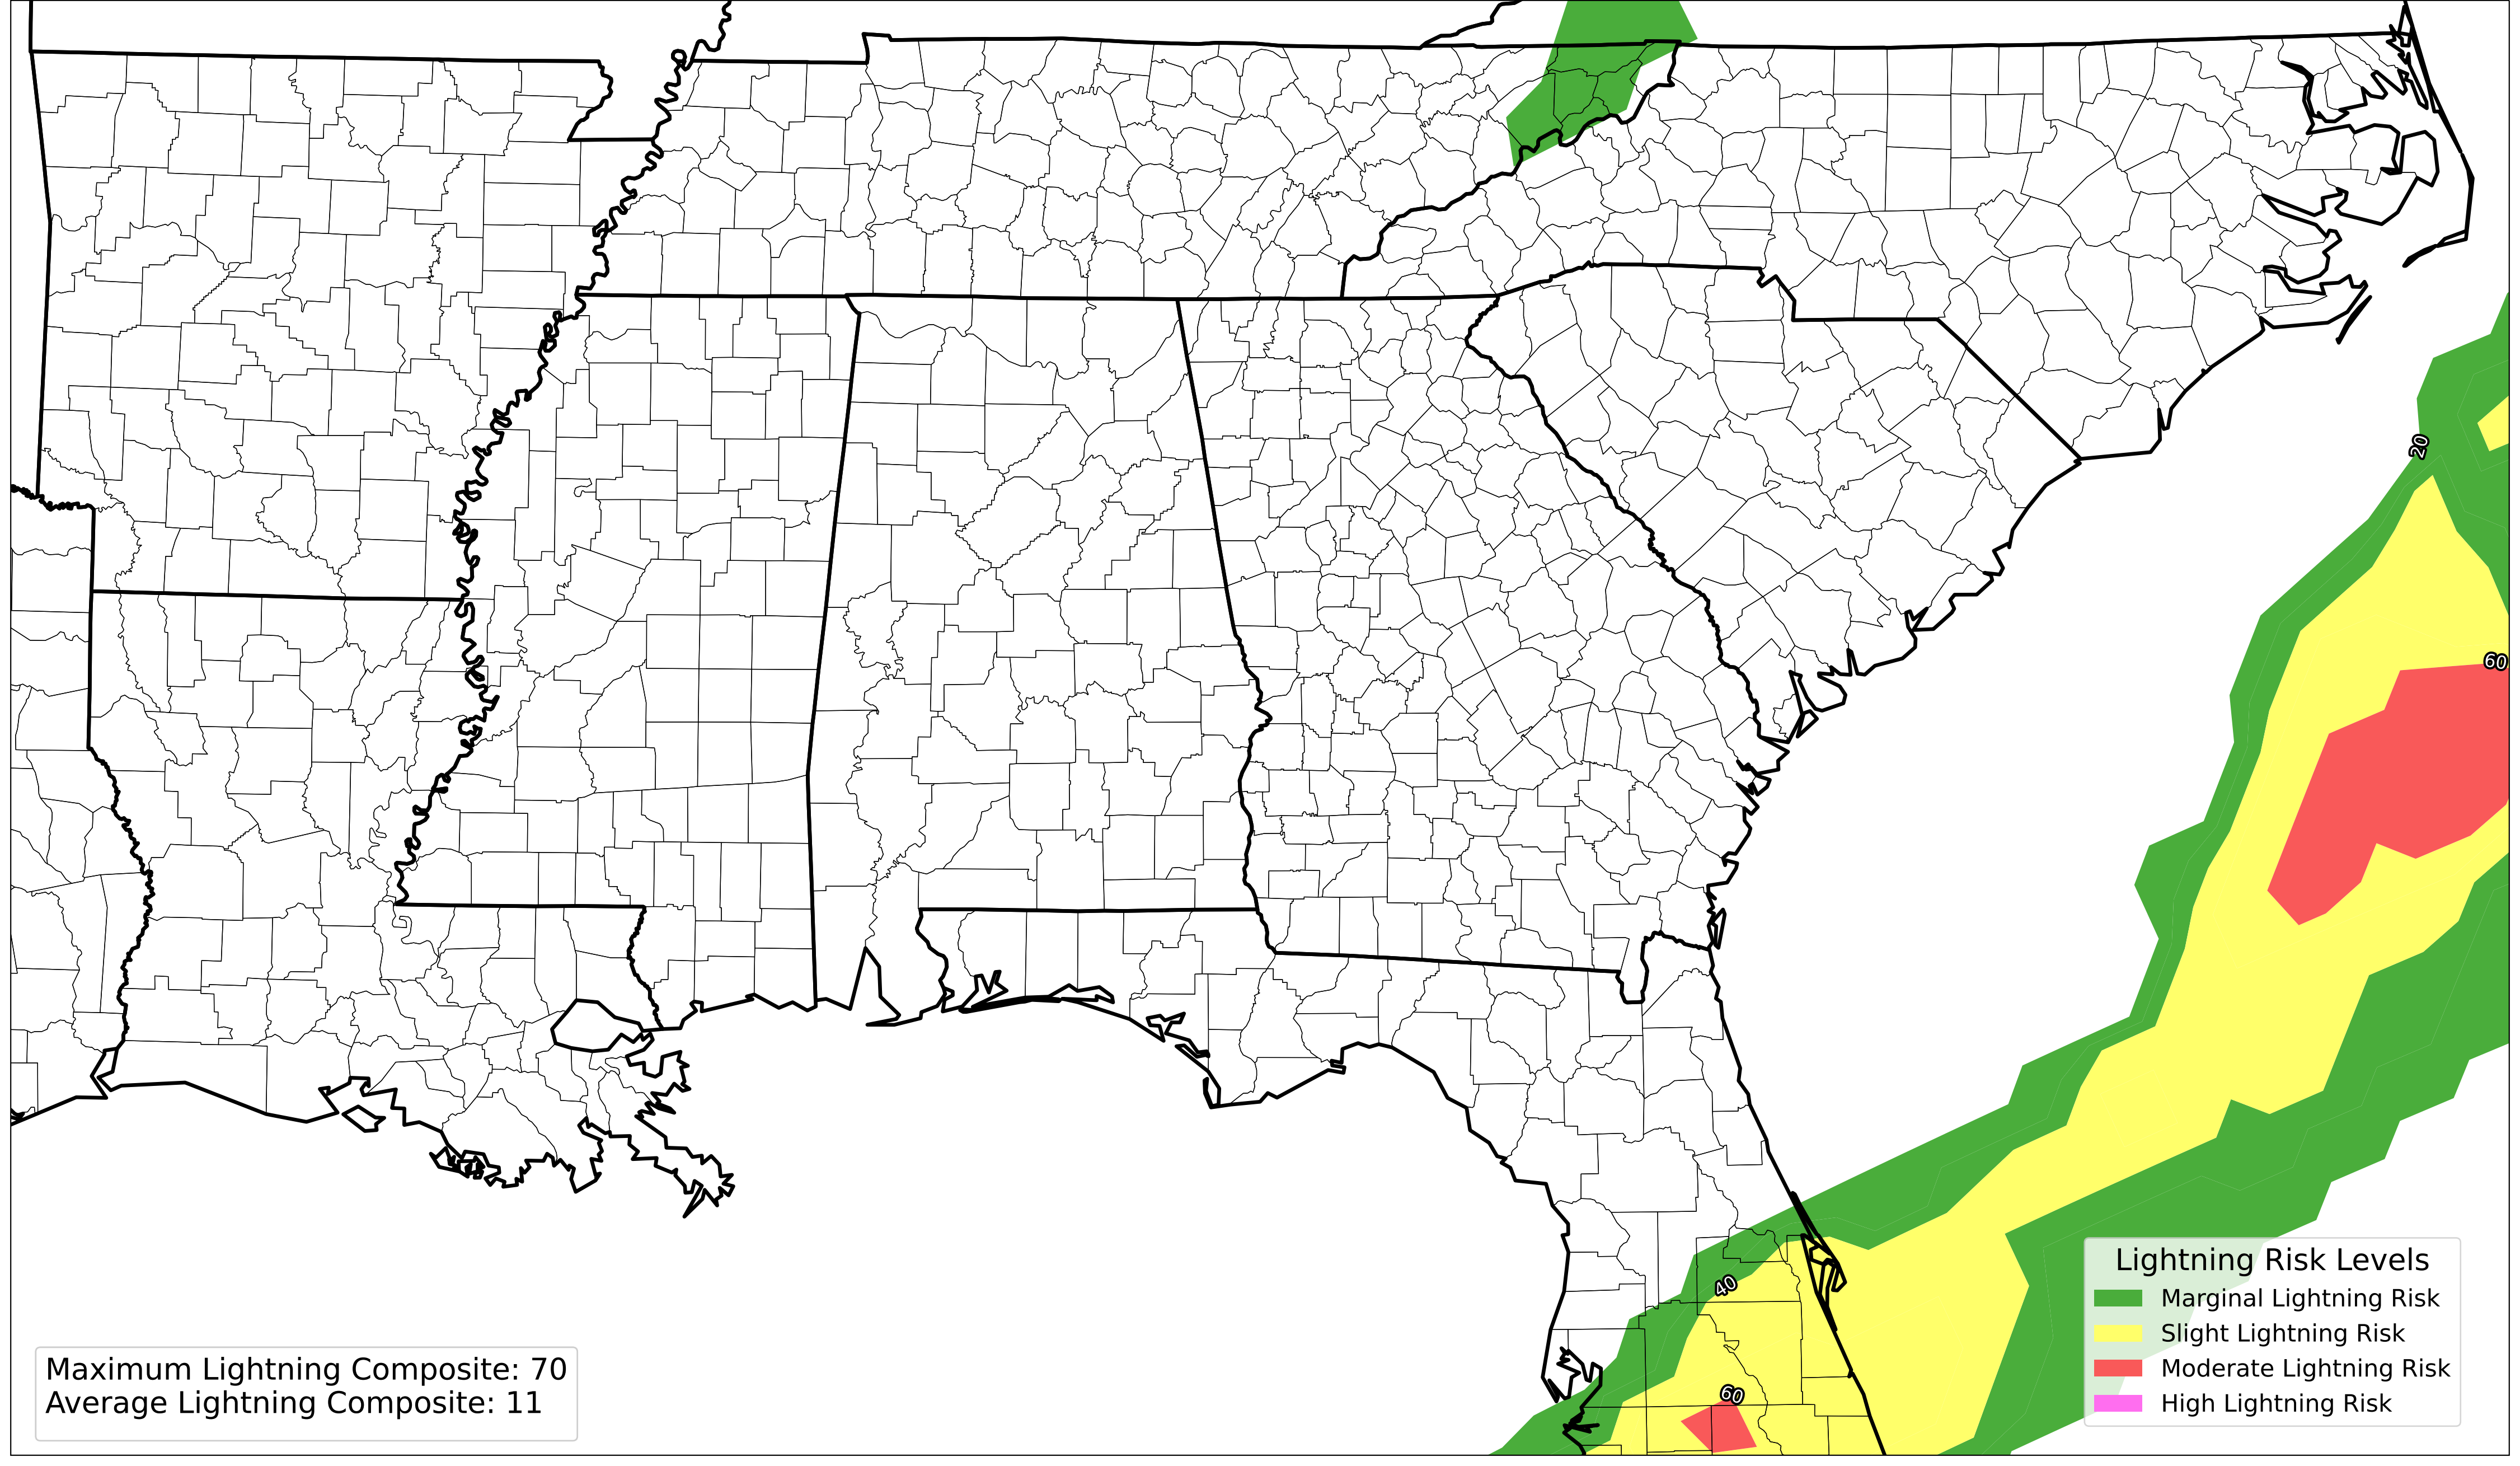 20
60
40
60
Lightning Risk Levels
Marginal Lightning Risk
Slight Lightning Risk
Moderate Lightning Risk
High Lightning Risk
Maximum Lightning Composite: 70
Average Lightning Composite: 11